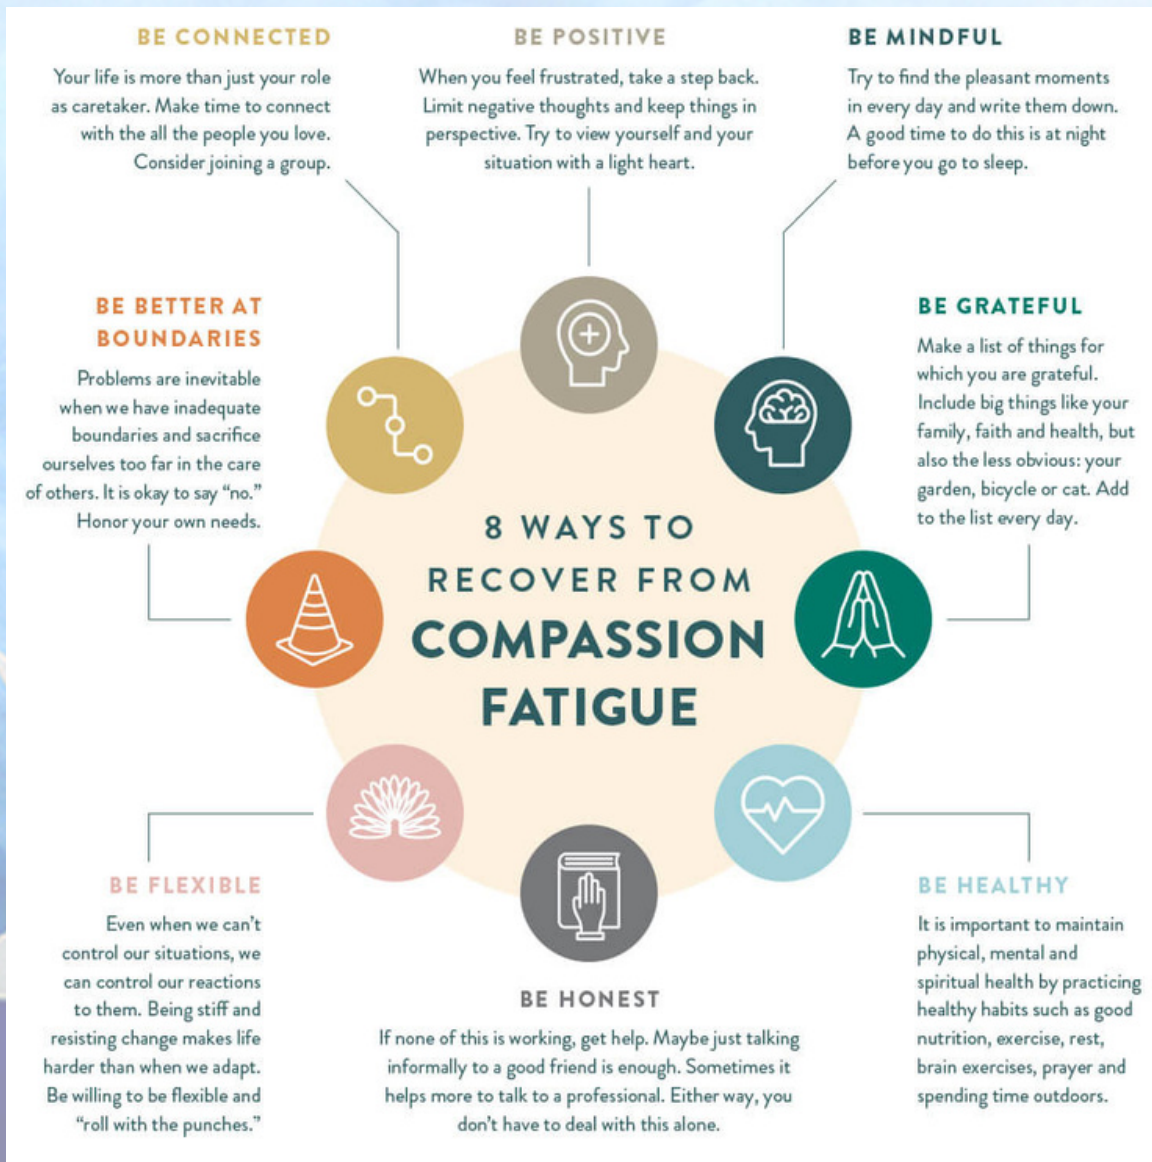 BE CONNECTED
Your life is more than just your role
as caretaker. Make time to connect
with the all the people you love.
Consider joining a group.
BE POSITIVE
When you feel frustrated, take a step back.
Limit negative thoughts and keep things in
perspective. Try to view yourself and your
situation with a light heart.
BE MINDFUL
Try to find the pleasant moments
in every day and write them down.
A good time to do this is at night
before you go to sleep.
BE BETTER AT
BOUNDARIES
Problems are inevitable
when we have inadequate
boundaries and sacrifice
ourselves too far in the care
of others. It is okay to say “no.”
Honor your own needs.
BE GRATEFUL
Make a list of things for
which you are grateful.
Include big things like your
family, faith and health, but
also the less obvious: your
garden, bicycle or cat. Add
to the list every day.
8 WAYS TO
RECOVER FROM
COMPASSION
FATIGUE
BE FLEXIBLE
Even when we can’t
control our situations, we
can control our reactions
to them. Being stiff and
resisting change makes life
harder than when we adapt.
Be willing to be flexible and
“roll with the punches.”
BE HONEST
If none of this is working, get help. Maybe just talking
informally to a good friend is enough. Sometimes it
helps more to talk to a professional. Either way, you
don’t have to deal with this alone.
BE HEALTHY
It is important to maintain
physical, mental and
spiritual health by practicing
healthy habits such as good
nutrition, exercise, rest,
brain exercises, prayer and
spending time outdoors.